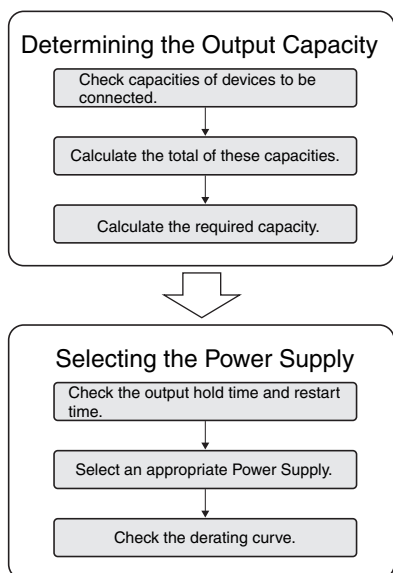 Determining the Output Capacity
Check capacities of devices to be
connected.
Calculate the total of these capacities.
Calculate the required capacity.
Selecting the Power Supply
Check the output hold time and restart
time.
Select an appropriate Power Supply.
Check the derating curve.